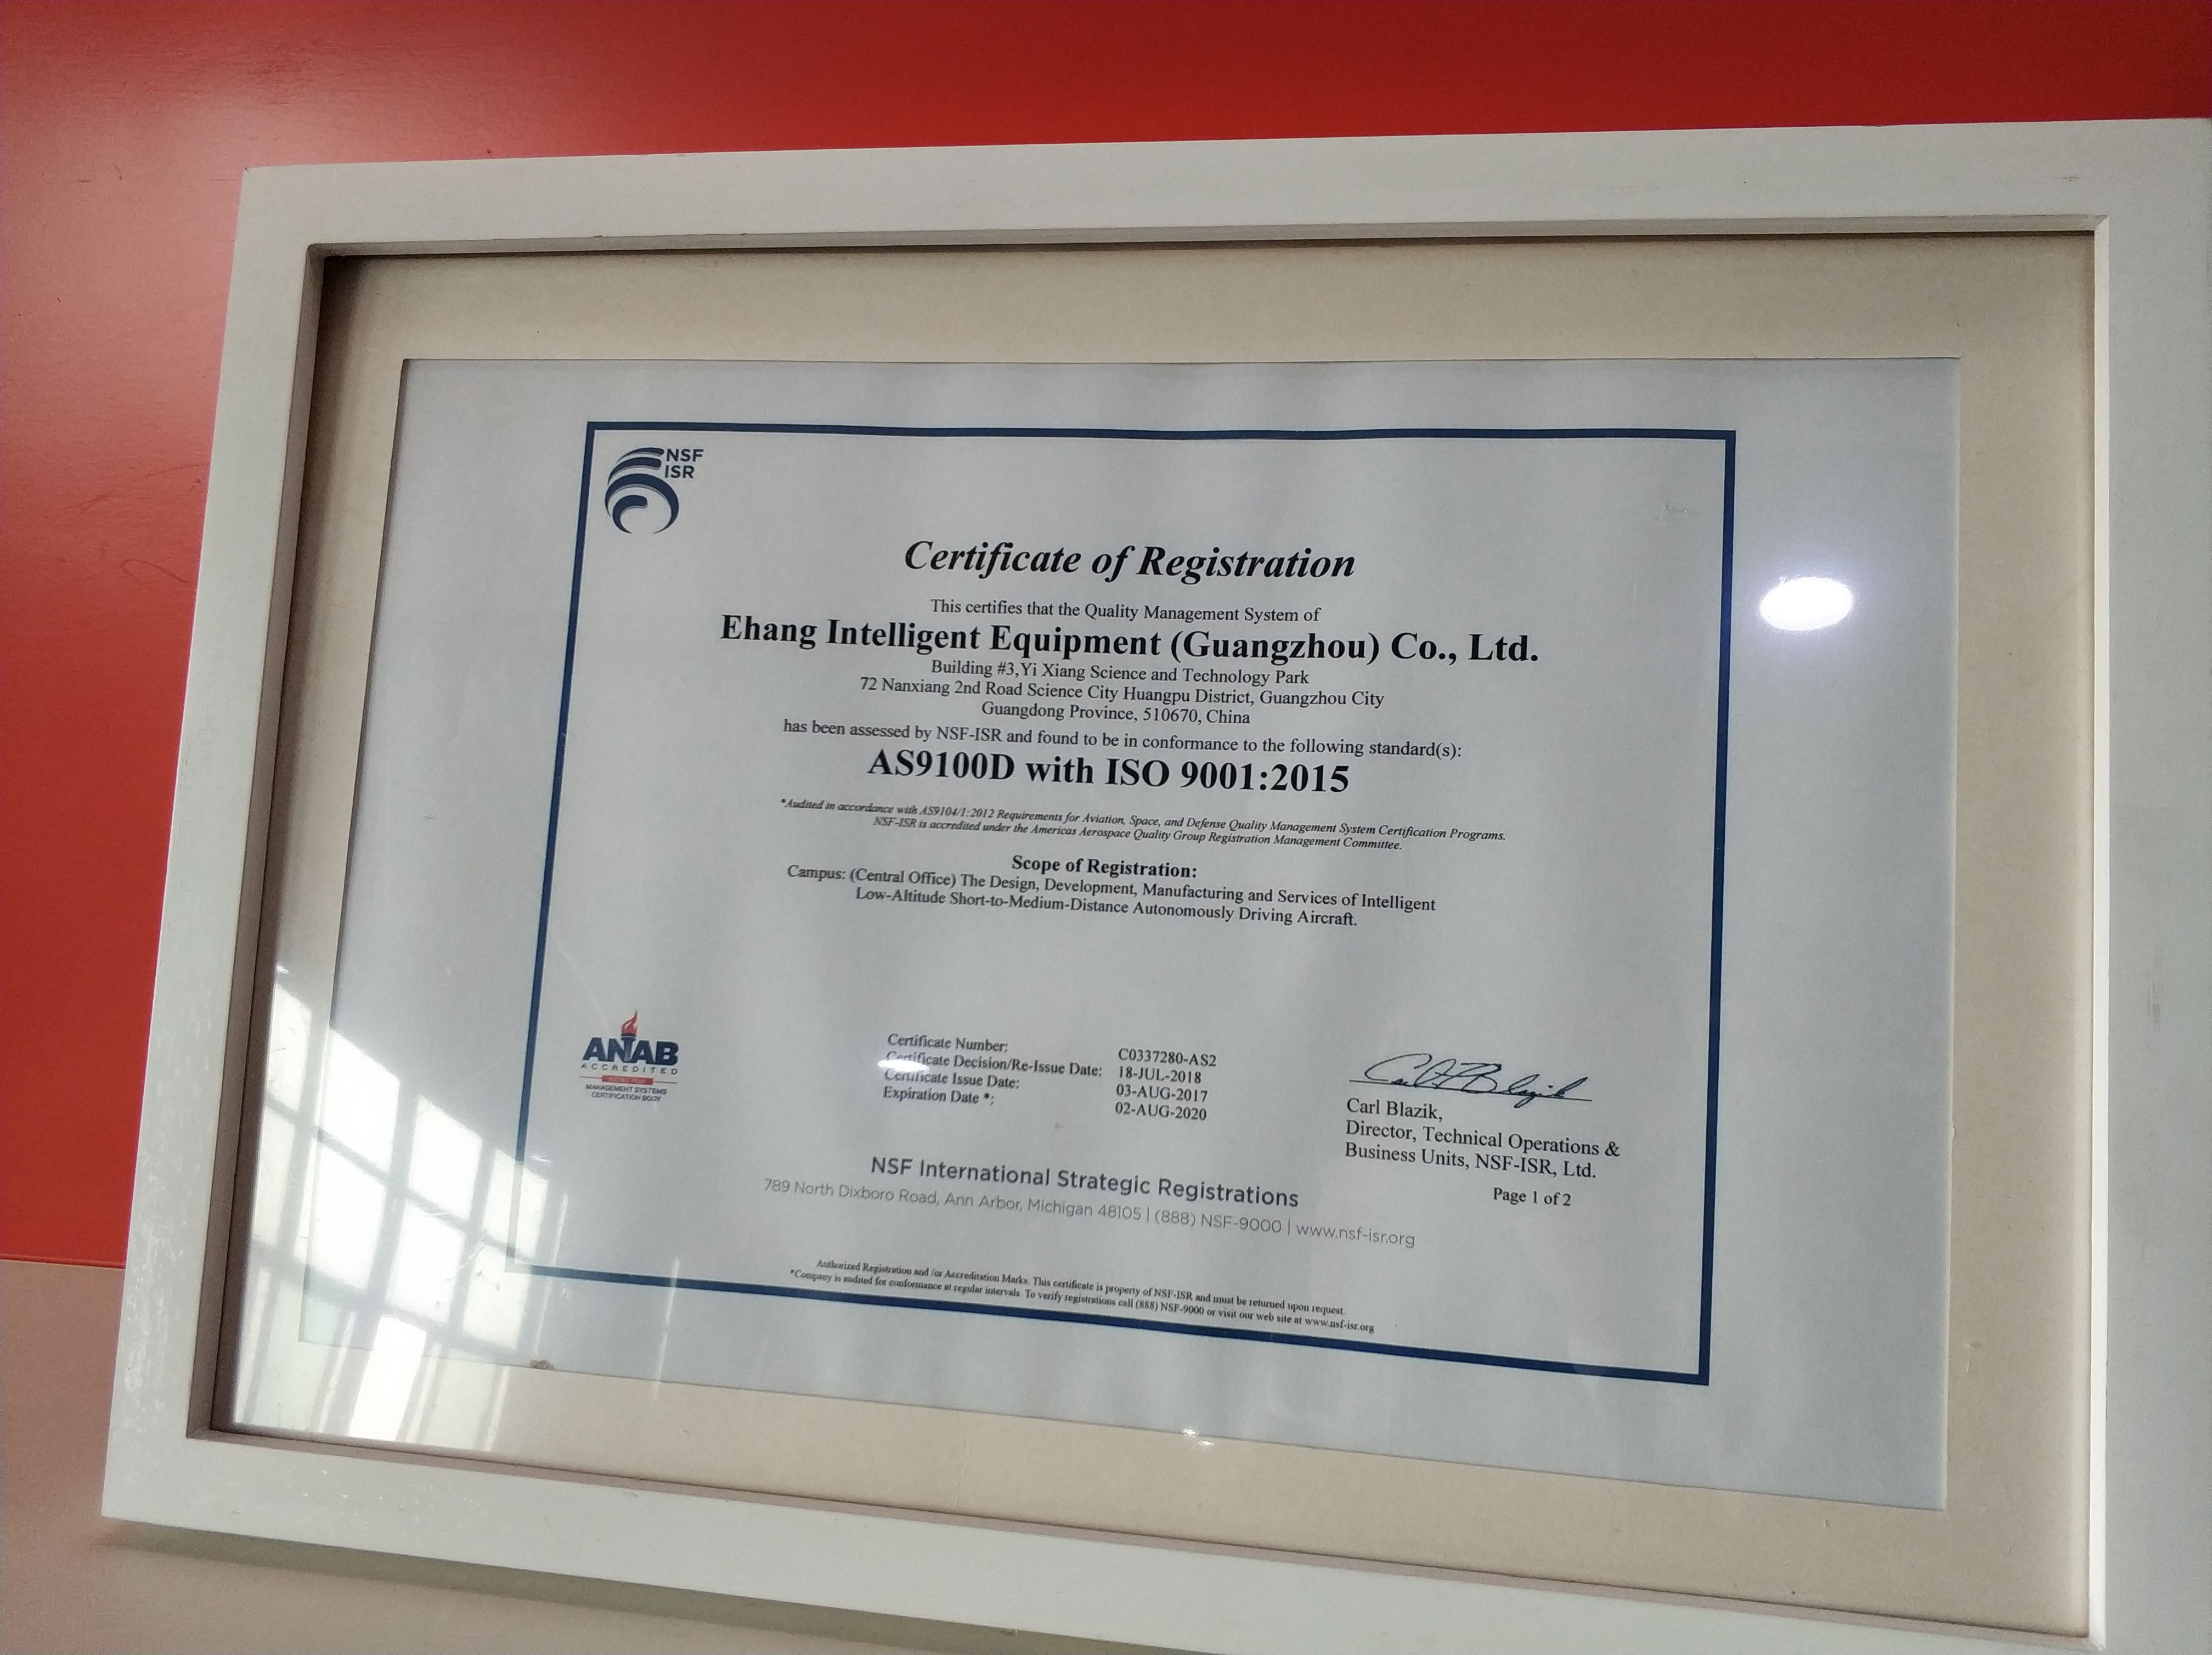 NSF
ISR
Certificate of Registration
This certifies that the Quality Management System of
Ehang Intelligent Equipment (Guangzhou) Co., Ltd.
Building #3,Yi Xiang Science and Technology Park
72 Nanxiang 2nd Road Science City Huangpu District, Guangzhou City
Guangdong Province, 510670, China
has been assessed by NSF-ISR and found to be in conformance to the following standard(s):
AS9100D with ISO 9001:2015
*Audited in accordance with AS9104/1:2012 Requirements for Aviation, Space, and Defense Quality Management System Certification Programs.
NSF-ISR is accredited under the Americas Aerospace Quality Group Registration Management Committee.
Scope of Registration:
Campus: (Central Office) The Design, Development, Manufacturing and Services of Intelligent
Low-Altitude Short-to-Medium-Distance Autonomously Driving Aircraft.
ANAB
ACCREDITED
MANAGEMENT SYSTEMS
CERTIFICATION BODY
Certificate Number: C0337280-AS2
Certificate Decision/Re-Issue Date: 18-JUL-2018
Certificate Issue Date: 03-AUG-2017
Expiration Date *: 02-AUG-2020
Carl Blazik
Carl Blazik,
Director, Technical Operations &
Business Units, NSF-ISR, Ltd.
Page 1 of 2
NSF International Strategic Registrations
789 North Dixboro Road, Ann Arbor, Michigan 48105 | (888) NSF-9000 | www.nsf-isr.org
Authorized Registration and /or Accreditation Marks. This certificate is property of NSF-ISR and must be returned upon request.
*Company is audited for conformance at regular intervals. To verify registrations call (888) NSF-9000 or visit our web site at www.nsf-isr.org